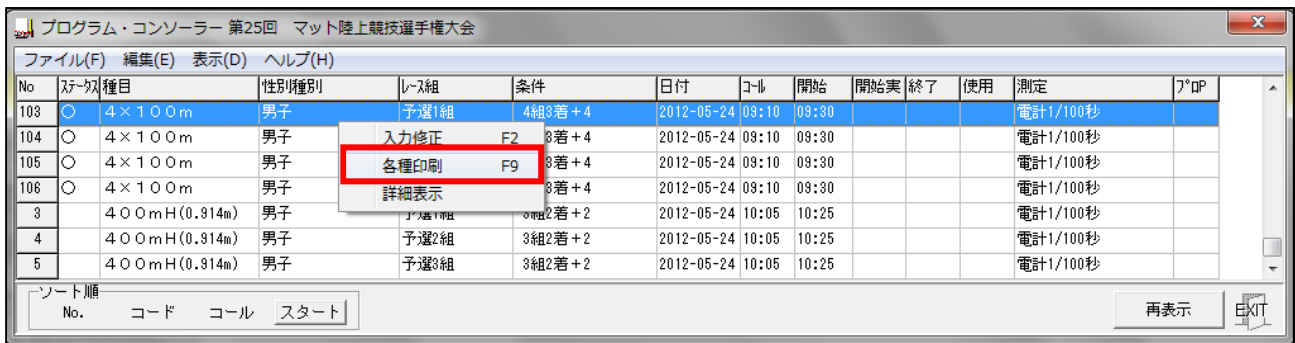 プログラム・コンソーラー 第25回 マット陸上競技選手権大会
ファイル(F) 編集(E) 表示(D) ヘルプ(H)
No ｽﾃｰﾀｽ 種目 性別種別 ﾚｰｽ組 条件 日付 ｺｰﾙ 開始 開始実 終了 使用 測定 ﾌﾟﾛP
103 ○ 4×100m 男子 予選1組 4組3着+4 2012-05-24 09:10 09:30 電計1/100秒
104 ○ 4×100m 男子 3着+4 2012-05-24 09:10 09:30 電計1/100秒
105 ○ 4×100m 男子 3着+4 2012-05-24 09:10 09:30 電計1/100秒
106 ○ 4×100m 男子 3着+4 2012-05-24 09:10 09:30 電計1/100秒
3 400mH(0.914m) 男子 予選1組 3組2着+2 2012-05-24 10:05 10:25 電計1/100秒
4 400mH(0.914m) 男子 予選2組 3組2着+2 2012-05-24 10:05 10:25 電計1/100秒
5 400mH(0.914m) 男子 予選3組 3組2着+2 2012-05-24 10:05 10:25 電計1/100秒
入力修正 F2
各種印刷 F9
詳細表示
ソート順
No. コード コール スタート 再表示 EXIT